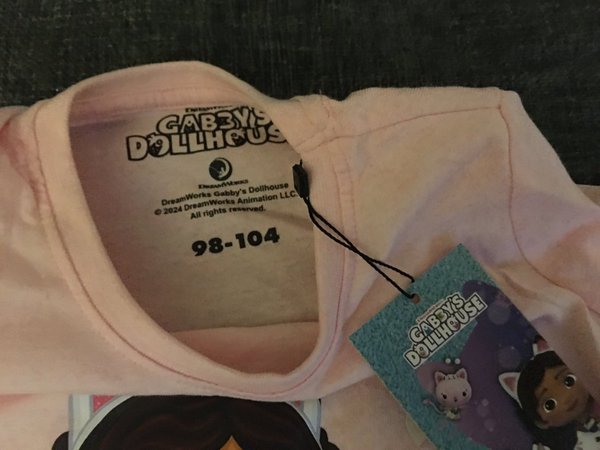 GABBY'S
DOLLHOUSE
DREAMWORKS
DreamWorks Gabby's Dollhouse
© 2024 DreamWorks Animation LLC.
All rights reserved.
98-104
GABBY'S
DOLLHOUSE